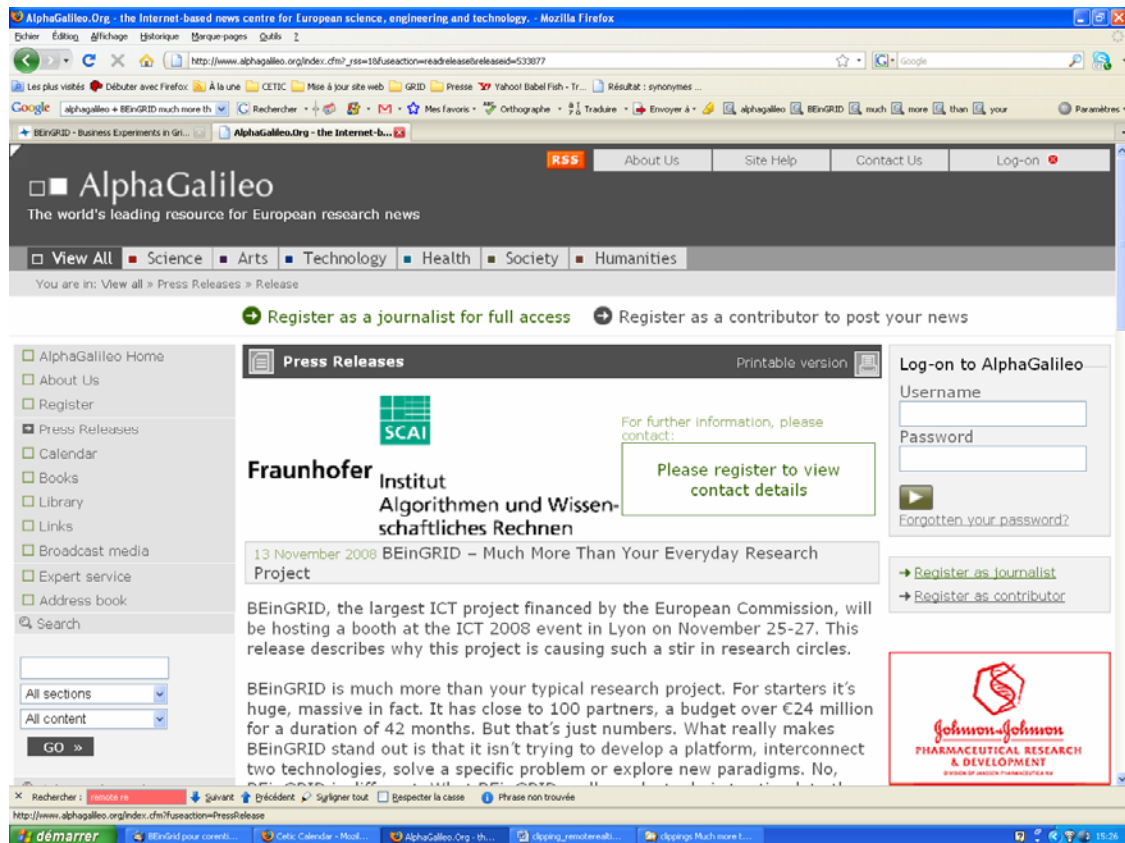 AlphaGalileo.Org - the Internet-based news centre for European science, engineering and technology. - Mozilla Firefox
Fichier Édition Affichage Historique Marque-pages Outils ?
http://www.alphagalileo.org/index.cfm?_rss=1&fuseaction=readrelease&releaseid=533877
Google
Les plus visités Débuter avec Firefox À la une CETIC Mise à jour site web GRID Presse Yahoo! Babel Fish - Tr... Résultat : synonymes ...
Google alphagalileo + BEinGRID much more th Rechercher Mes favoris Orthographe Traduire Envoyer à alphagalileo BEinGRID much more than your Paramètres
BEinGRID - Business Experiments in Gri... AlphaGalileo.Org - the Internet-b...
RSS About Us Site Help Contact Us Log-on
AlphaGalileo
The world's leading resource for European research news
View All Science Arts Technology Health Society Humanities
You are in: View all » Press Releases » Release
Register as a journalist for full access Register as a contributor to post your news
AlphaGalileo Home
About Us
Register
Press Releases
Calendar
Books
Library
Links
Broadcast media
Expert service
Address book
Search
All sections
All content
GO »
Press Releases Printable version
SCAI
Fraunhofer Institut
Algorithmen und Wissen-
schaftliches Rechnen
For further information, please
contact:
Please register to view
contact details
13 November 2008 BEinGRID – Much More Than Your Everyday Research
Project
BEinGRID, the largest ICT project financed by the European Commission, will
be hosting a booth at the ICT 2008 event in Lyon on November 25-27. This
release describes why this project is causing such a stir in research circles.
BEinGRID is much more than your typical research project. For starters it's
huge, massive in fact. It has close to 100 partners, a budget over €24 million
for a duration of 42 months. But that's just numbers. What really makes
BEinGRID stand out is that it isn't trying to develop a platform, interconnect
two technologies, solve a specific problem or explore new paradigms. No,
Log-on to AlphaGalileo
Username
Password
Forgotten your password?
Register as journalist
Register as contributor
Johnson & Johnson
PHARMACEUTICAL RESEARCH
& DEVELOPMENT
Rechercher : remote re Suivant Précédent Surligner tout Respecter la casse Phrase non trouvée
http://www.alphagalileo.org/index.cfm?fuseaction=PressRelease
démarrer BEinGrid pour corenti... Cetic Calendar - Mozil... AlphaGalileo.Org - th... clipping_remoterealti... clippings Much more t... 15:26